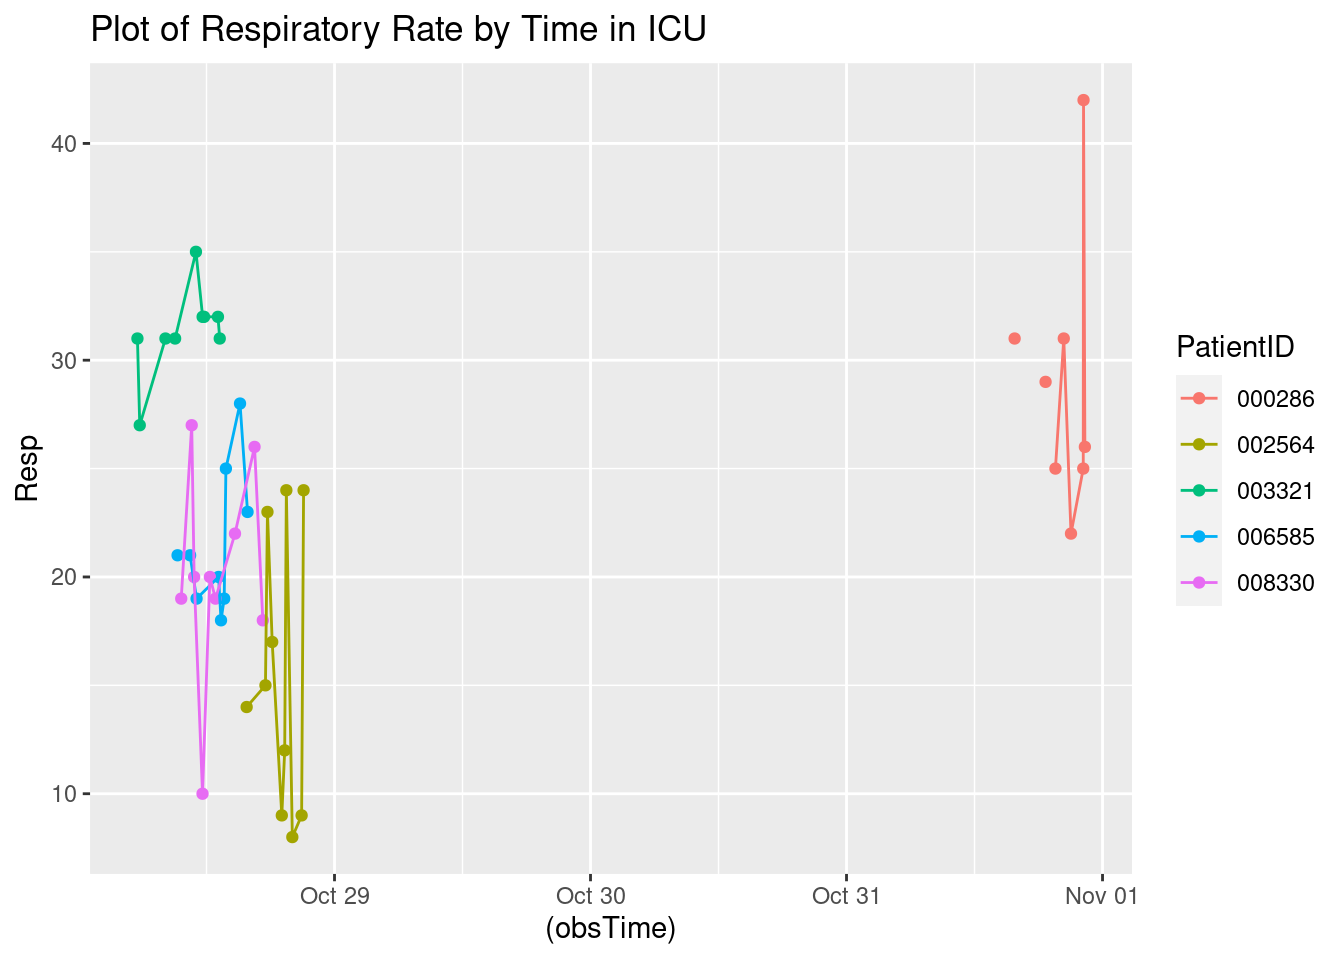 Plot of Respiratory Rate by Time in ICU
40
30
20
10
Resp
Oct 29
Oct 30
Oct 31
Nov 01
(obsTime)
PatientID
000286
002564
003321
006585
008330